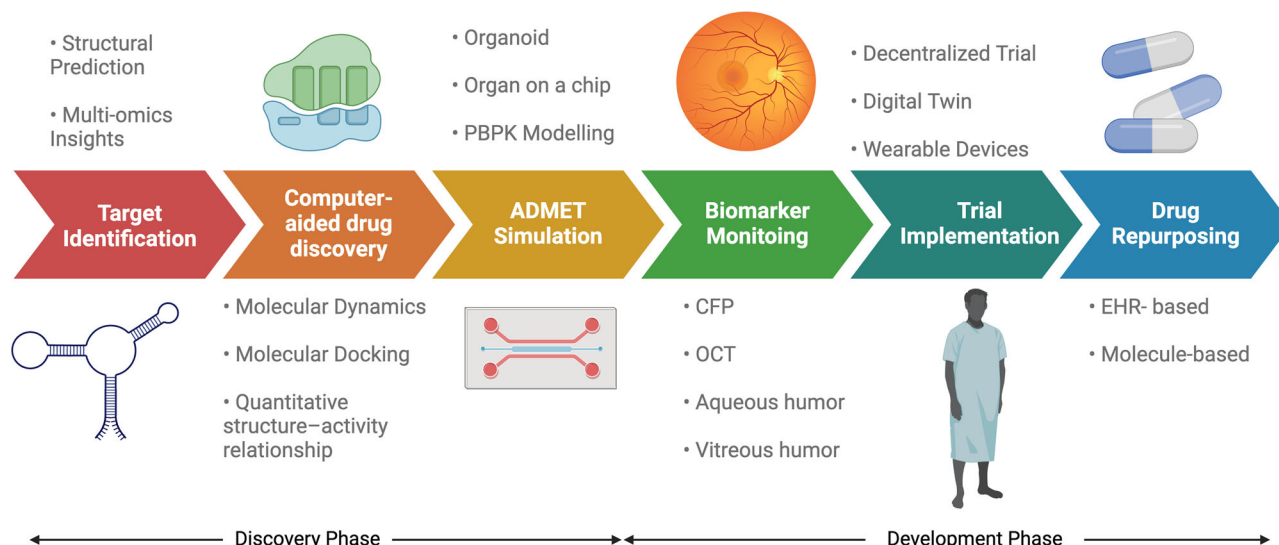 • Structural
Prediction
• Multi-omics
Insights
• Organoid
• Organ on a chip
• PBPK Modelling
• Decentralized Trial
• Digital Twin
• Wearable Devices
Target
Identification
Computer-
aided drug
discovery
ADMET
Simulation
Biomarker
Monitoing
Trial
Implementation
Drug
Repurposing
• Molecular Dynamics
• Molecular Docking
• Quantitative
structure–activity
relationship
• CFP
• OCT
• Aqueous humor
• Vitreous humor
• EHR- based
• Molecule-based
Discovery Phase
Development Phase